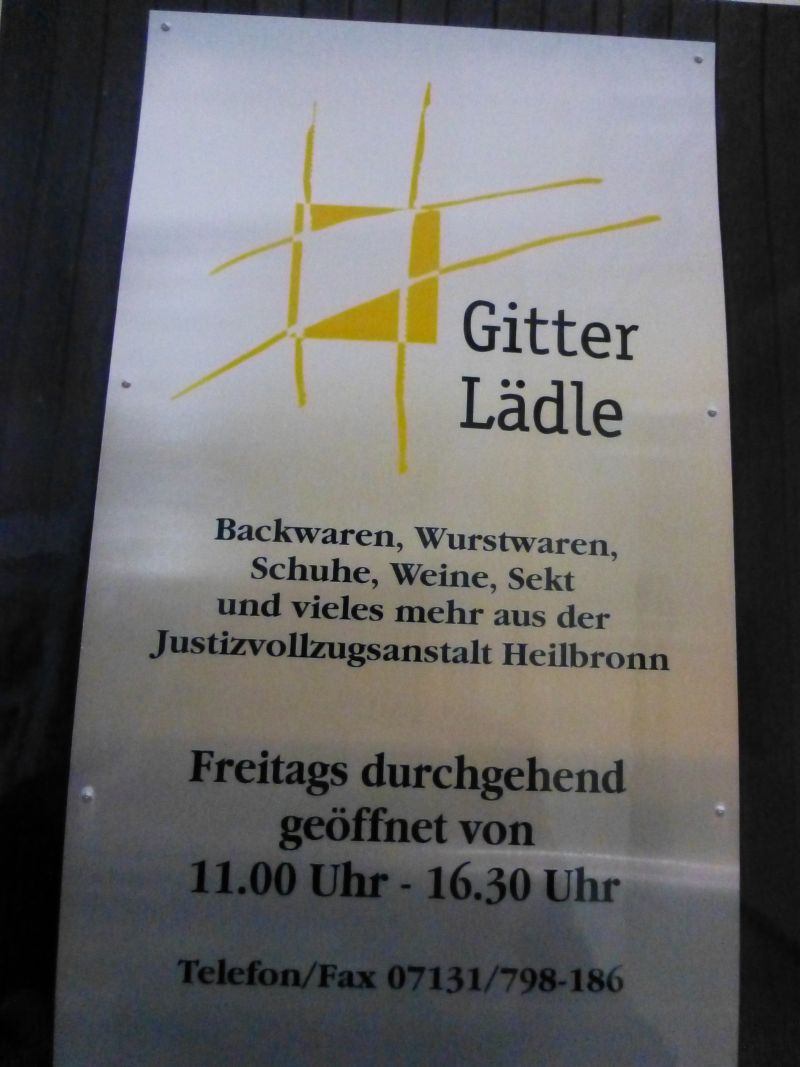 Gitter
Lädle
Backwaren, Wurstwaren,
Schuhe, Weine, Sekt
und vieles mehr aus der
Justizvollzugsanstalt Heilbronn
Freitags durchgehend
geöffnet von
11.00 Uhr - 16.30 Uhr
Telefon/Fax 07131/798-186